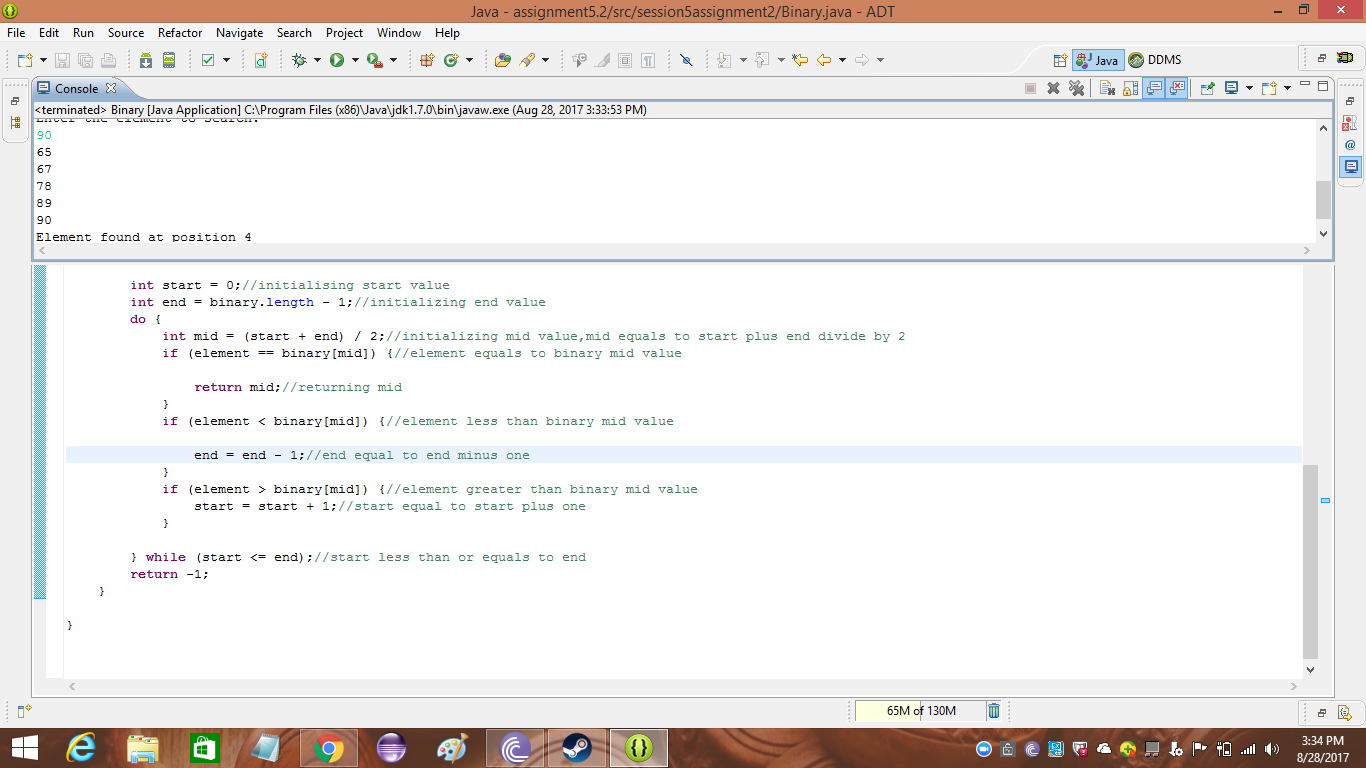 Java - assignment5.2/src/session5assignment2/Binary.java - ADT
File Edit Run Source Refactor Navigate Search Project Window Help
Java DDMS
Console
<terminated> Binary [Java Application] C:\Program Files (x86)\Java\jdk1.7.0\bin\javaw.exe (Aug 28, 2017 3:33:53 PM)
Enter the element to search:
90
65
67
78
89
90
Element found at position 4
int start = 0;//initialising start value
int end = binary.length - 1;//initializing end value
do {
int mid = (start + end) / 2;//initializing mid value,mid equals to start plus end divide by 2
if (element == binary[mid]) {//element equals to binary mid value
return mid;//returning mid
}
if (element < binary[mid]) {//element less than binary mid value
end = end - 1;//end equal to end minus one
}
if (element > binary[mid]) {//element greater than binary mid value
start = start + 1;//start equal to start plus one
}
} while (start <= end);//start less than or equals to end
return -1;
}
}
65M of 130M
3:34 PM
8/28/2017